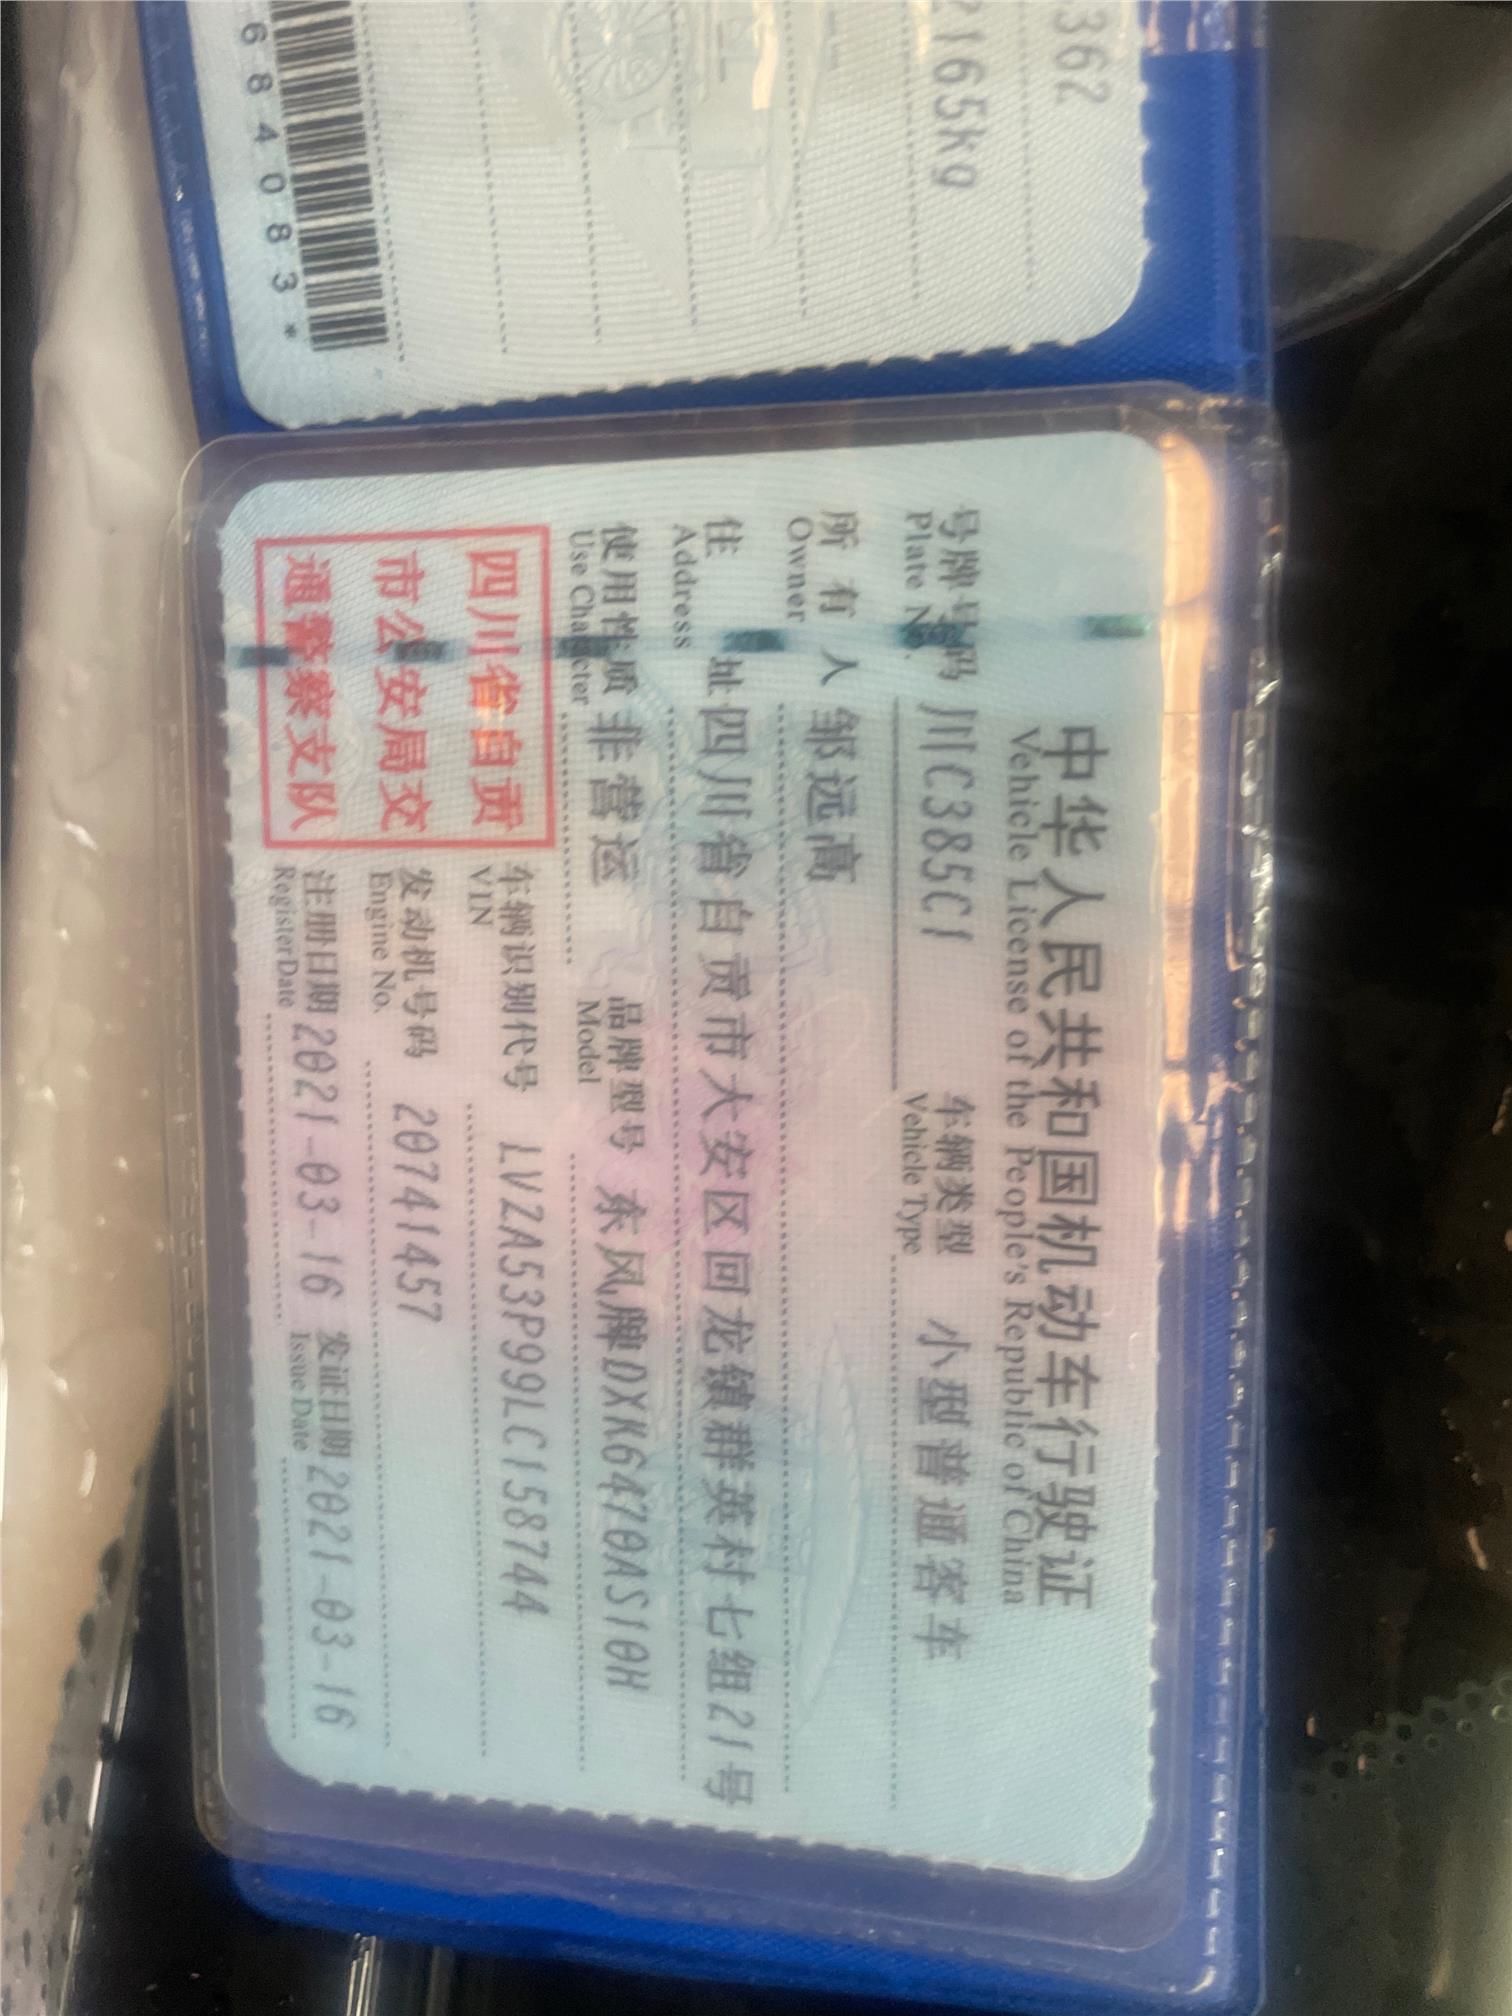 362
2165kg
684083*
中华人民共和国机动车行驶证
Vehicle License of the People's Republic of China
号牌号码 川C385C1 车辆类型 小型普通客车
Plate No. Vehicle Type
所有人 邹远高
Owner
住址 四川省自贡市大安区回龙镇群英村七组21号
Address
使用性质 非营运 品牌型号 东风牌DXK6470AS10H
Use Character Model
四川省自贡
市公安局交
通警察支队
车辆识别代号 LVZA53P99LC158744
VIN
发动机号码 20741457
Engine No.
注册日期 2021-03-16 发证日期 2021-03-16
Register Date Issue Date